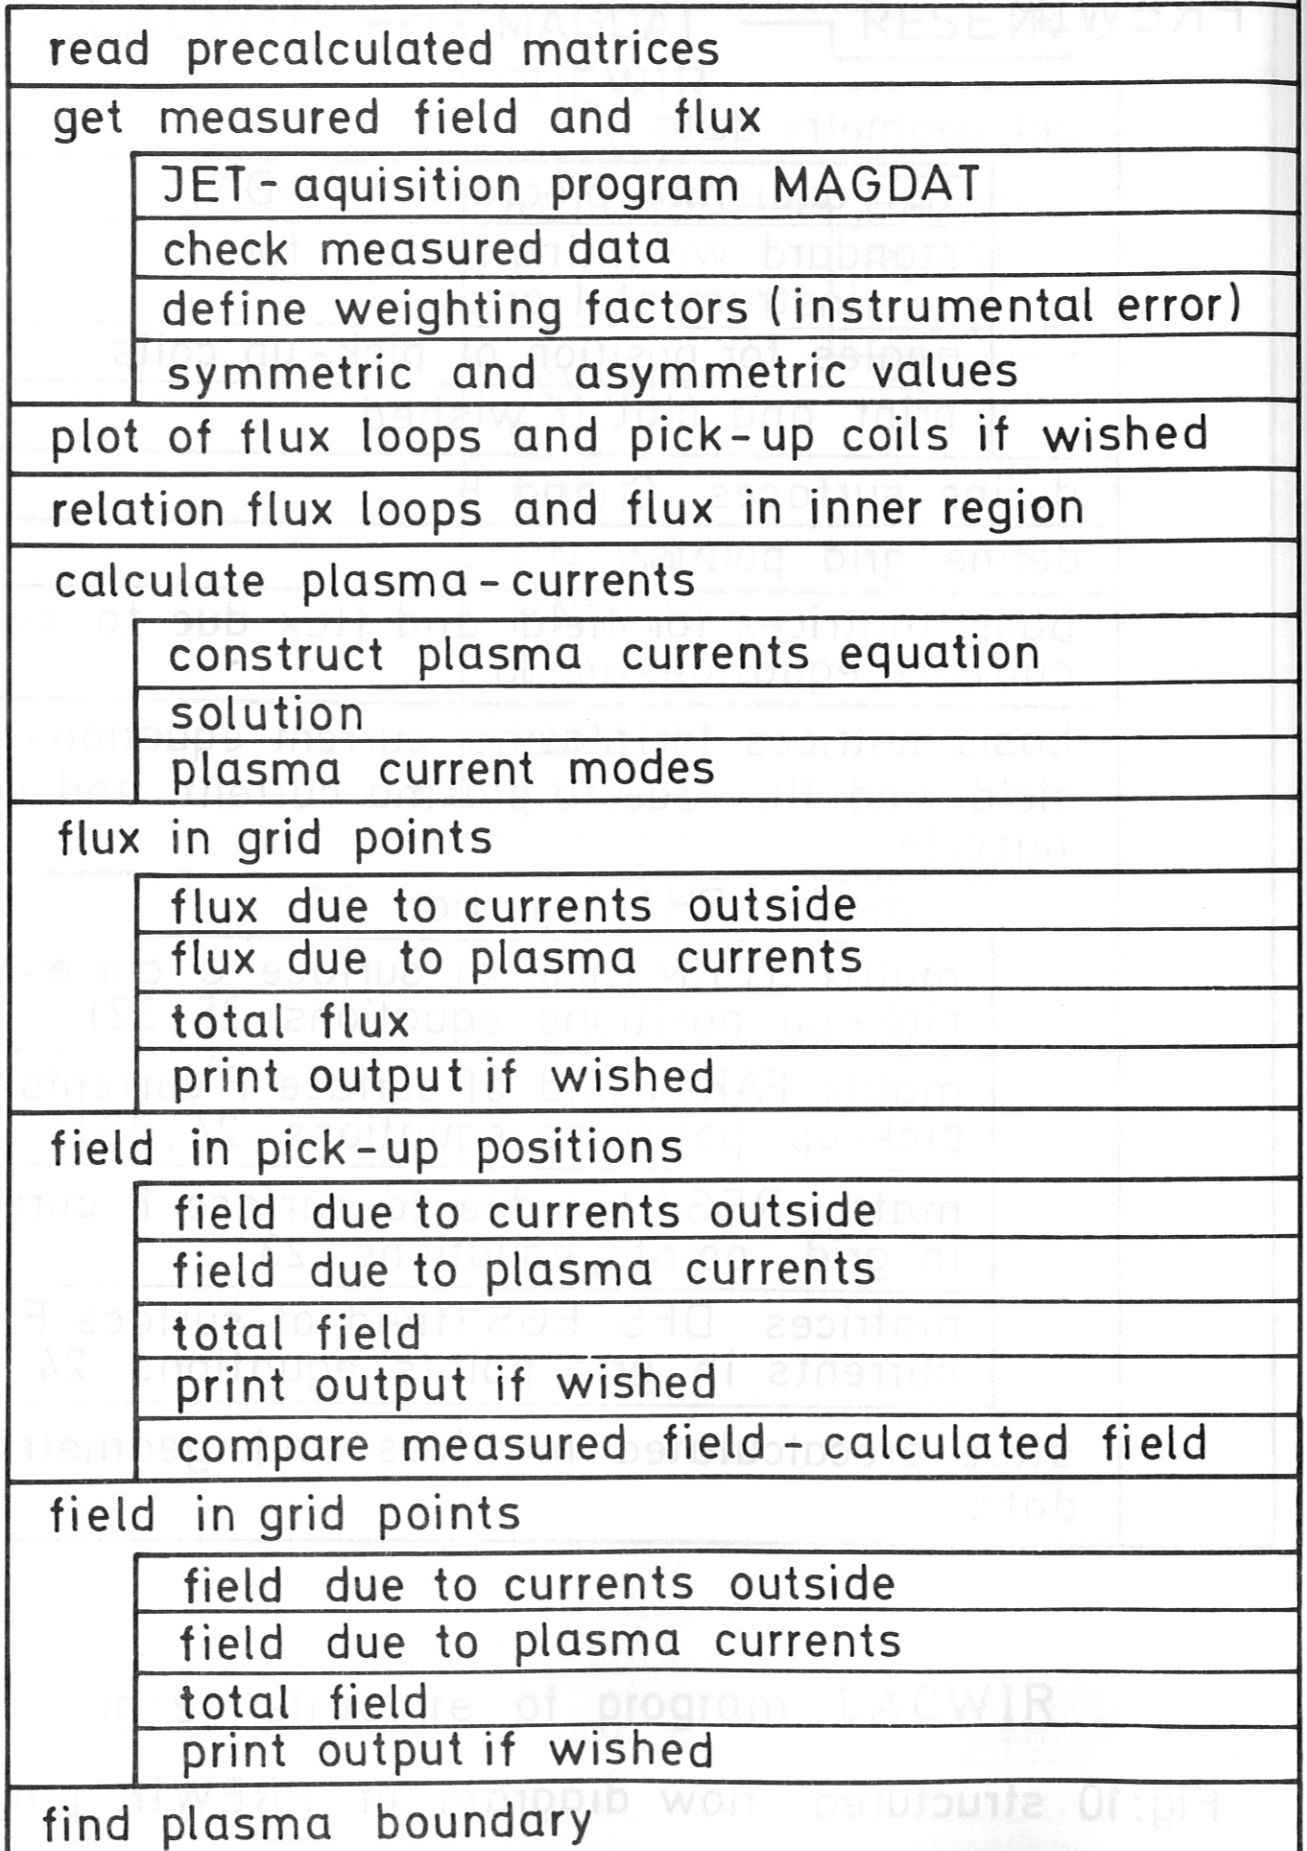 read precalculated matrices
get measured field and flux
JET-aquisition program MAGDAT
check measured data
define weighting factors (instrumental error)
symmetric and asymmetric values
plot of flux loops and pick-up coils if wished
relation flux loops and flux in inner region
calculate plasma-currents
construct plasma currents equation
solution
plasma current modes
flux in grid points
flux due to currents outside
flux due to plasma currents
total flux
print output if wished
field in pick-up positions
field due to currents outside
field due to plasma currents
total field
print output if wished
compare measured field-calculated field
field in grid points
field due to currents outside
field due to plasma currents
total field
print output if wished
find plasma boundary